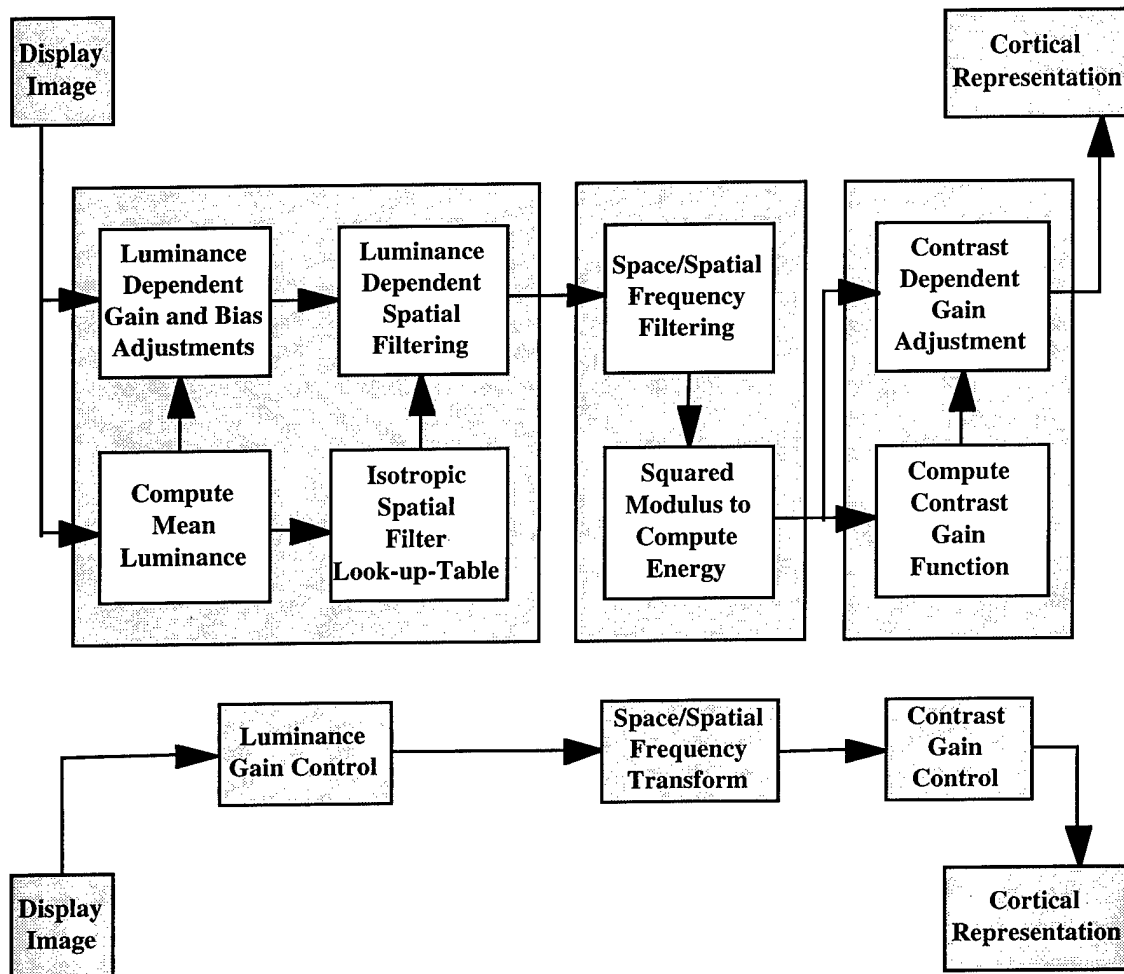 Display
Image
Cortical
Representation
Luminance
Dependent
Gain and Bias
Adjustments
Luminance
Dependent
Spatial
Filtering
Space/Spatial
Frequency
Filtering
Contrast
Dependent
Gain
Adjustment
Compute
Mean
Luminance
Isotropic
Spatial
Filter
Look-up-Table
Squared
Modulus to
Compute
Energy
Compute
Contrast
Gain
Function
Luminance
Gain Control
Space/Spatial
Frequency
Transform
Contrast
Gain
Control
Display
Image
Cortical
Representation